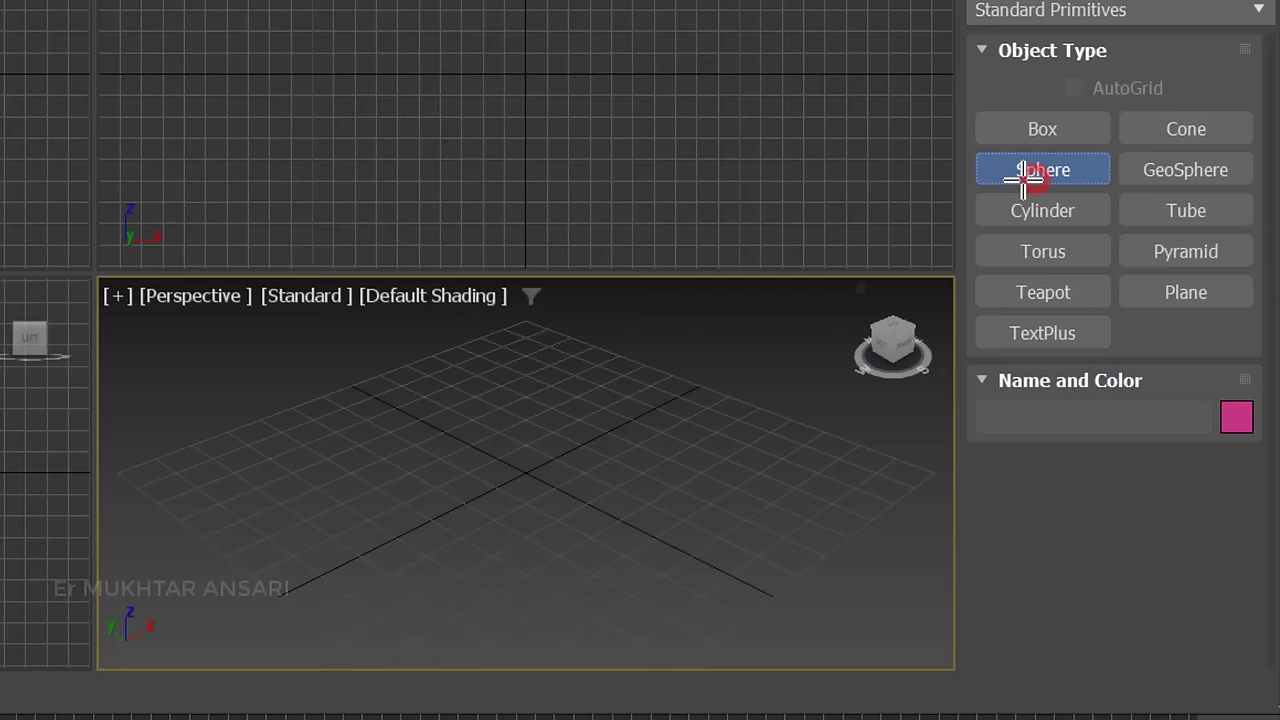 Standard Primitives
Object Type
AutoGrid
Box
Cone
Sphere
GeoSphere
Cylinder
Tube
Torus
Pyramid
Teapot
Plane
TextPlus
Name and Color
z
y
x
[+] [Perspective ] [Standard ] [Default Shading ]
LEFT
Er MUKHTAR ANSARI
z
y
x